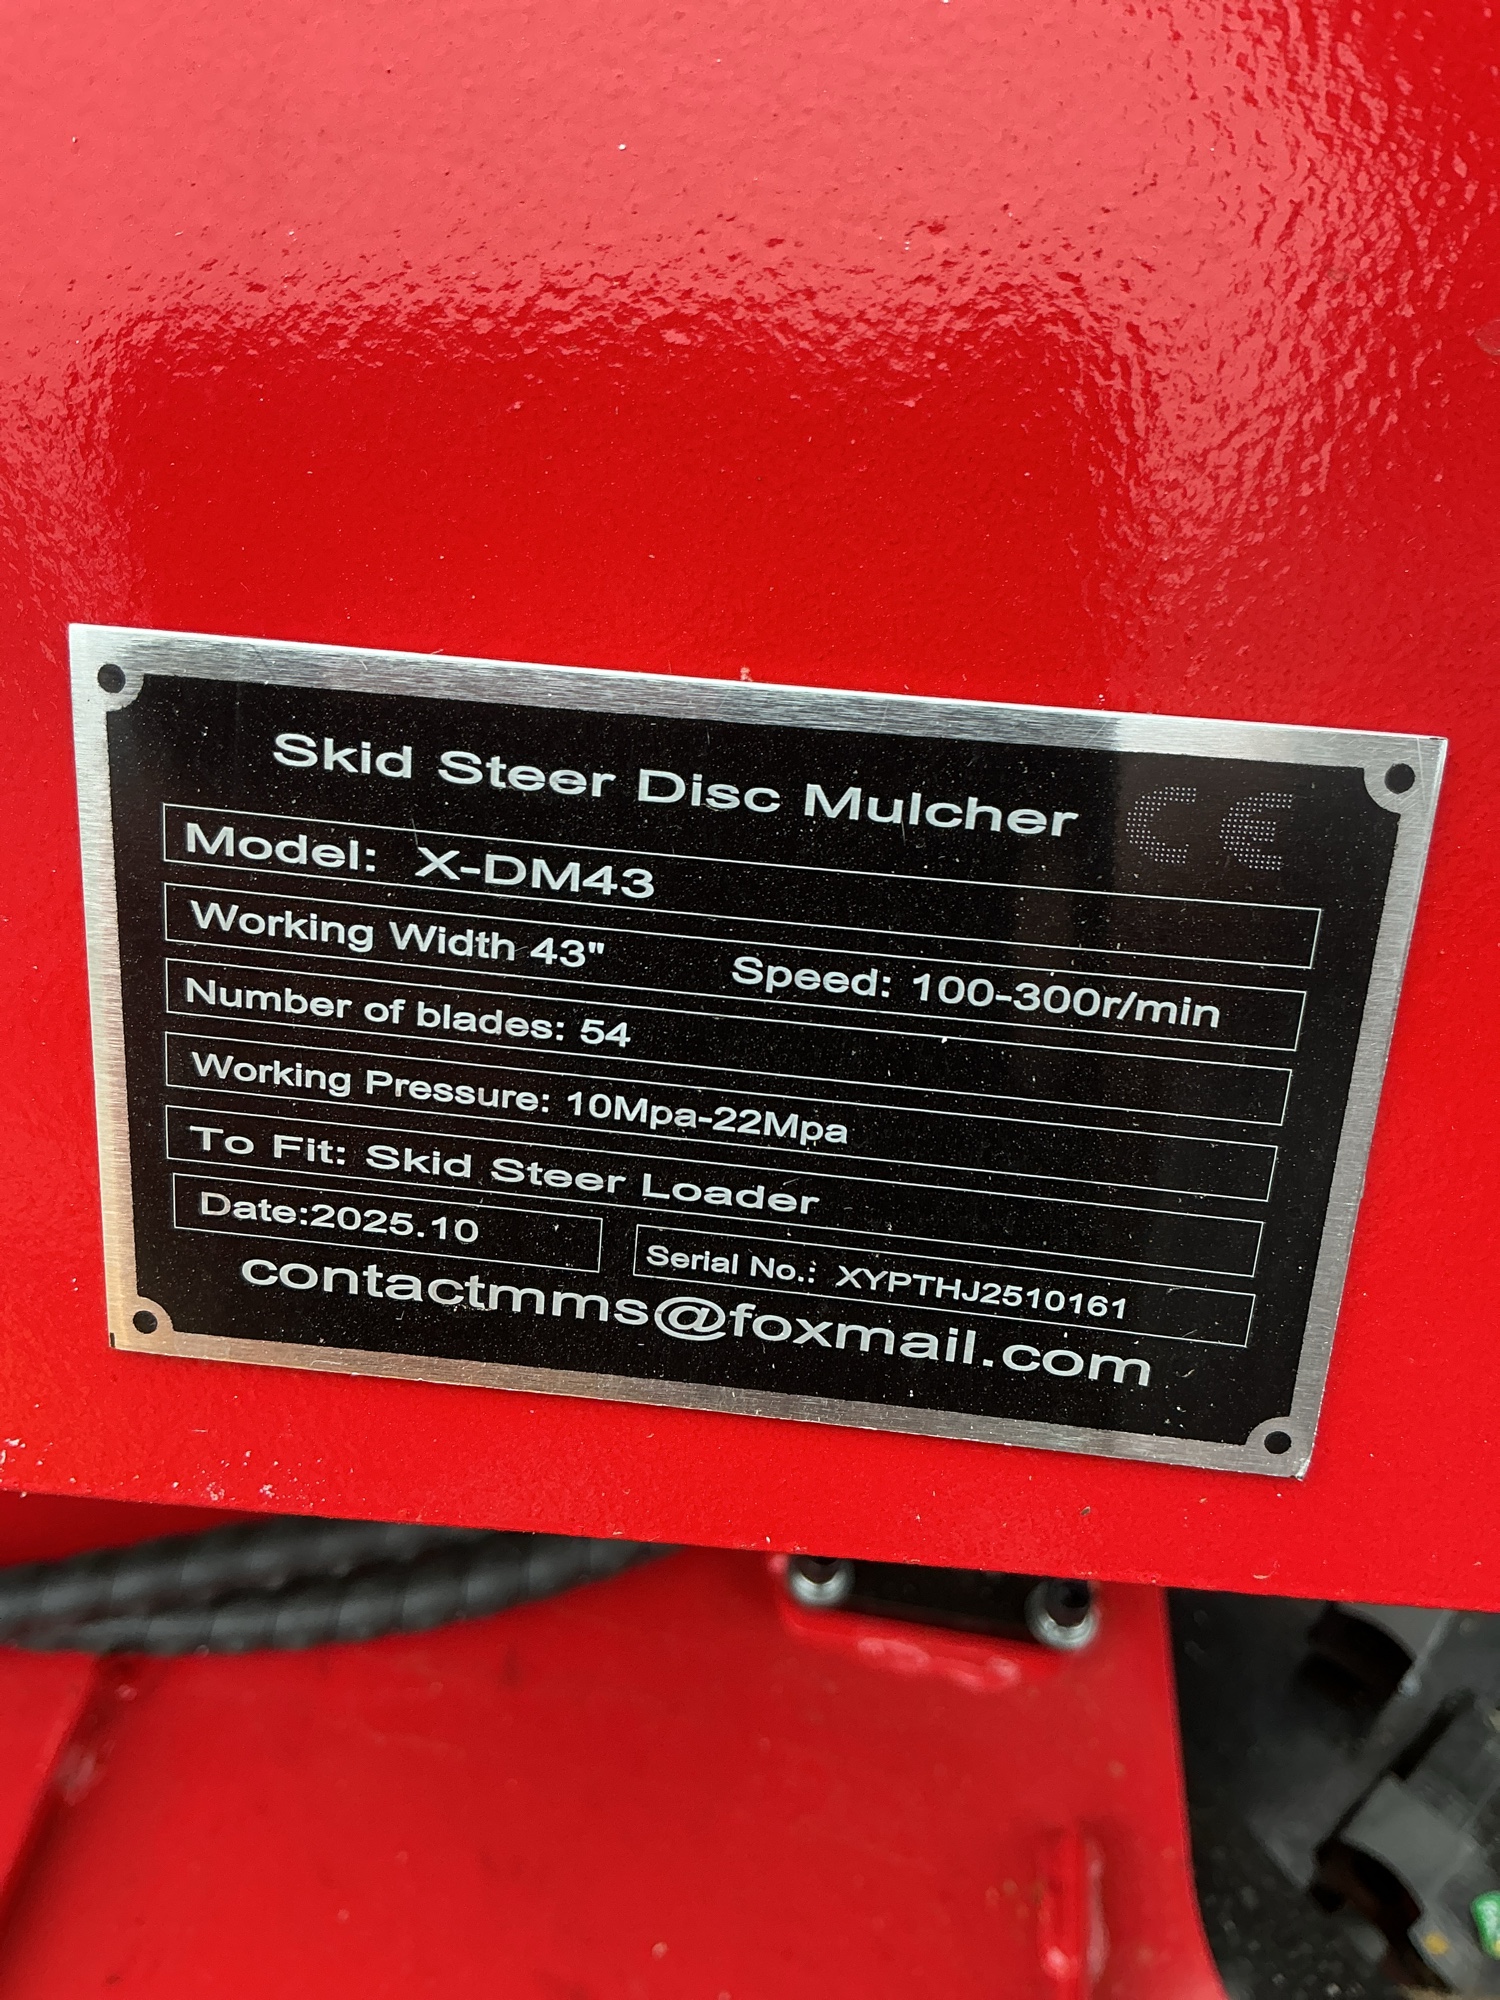 Skid Steer Disc Mulcher CE
Model: X-DM43
Working Width 43" Speed: 100-300r/min
Number of blades: 54
Working Pressure: 10Mpa-22Mpa
To Fit: Skid Steer Loader
Date:2025.10 Serial No.: XYPTHJ2510161
contactmms@foxmail.com